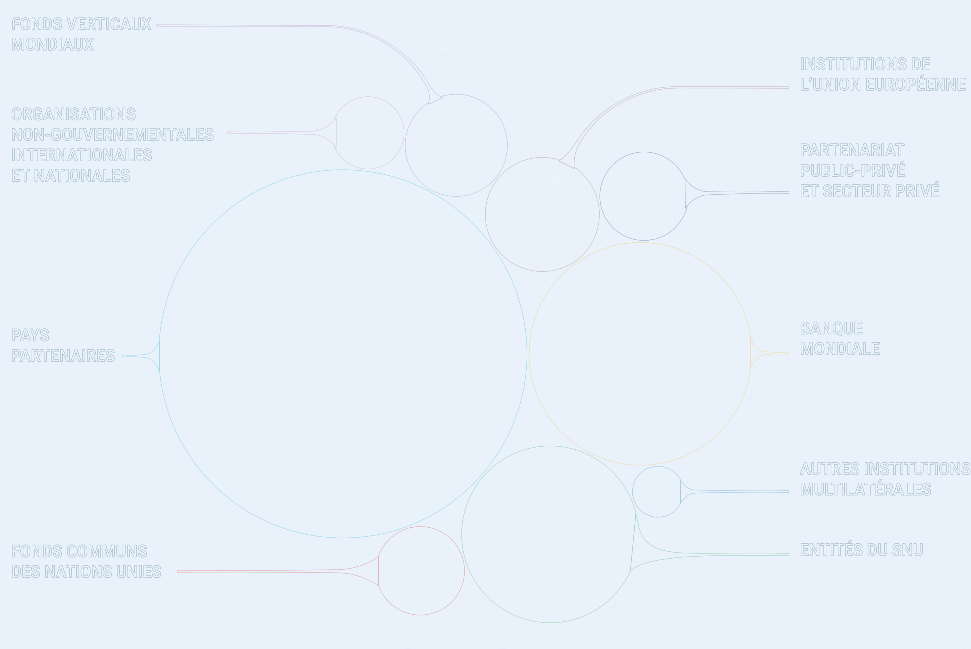 FONDS VERTICAUX
MONDIAUX
ORGANISATIONS
NON-GOUVERNEMENTALES
INTERNATIONALES
ET NATIONALES
PAYS
PARTENAIRES
FONDS COMMUNS
DES NATIONS UNIES
INSTITUTIONS DE
L'UNION EUROPÉENNE
PARTENARIAT
PUBLIC-PRIVÉ
ET SECTEUR PRIVÉ
BANQUE
MONDIALE
AUTRES INSTITUTIONS
MULTILATÉRALES
ENTITÉS DU SNU